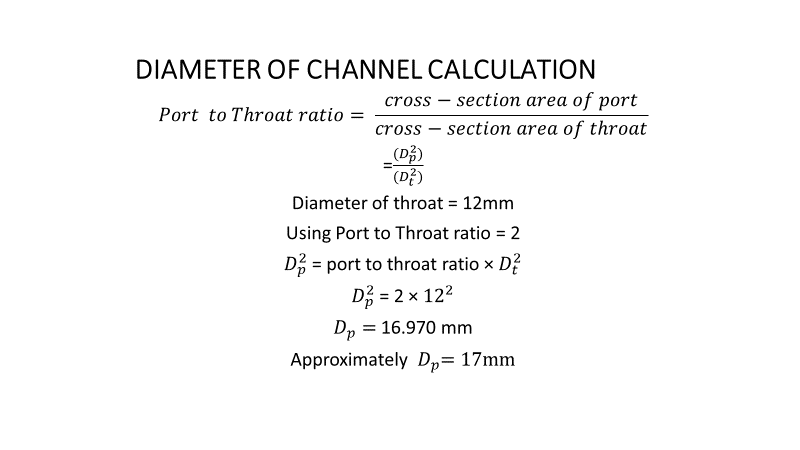 DIAMETER OF CHANNEL CALCULATION
Port to Throat ratio = cross − section area of port / cross − section area of throat
=(D_p^2)/(D_t^2)
Diameter of throat = 12mm
Using Port to Throat ratio = 2
D_p^2 = port to throat ratio × D_t^2
D_p^2 = 2 × 12^2
D_p = 16.970 mm
Approximately D_p= 17mm